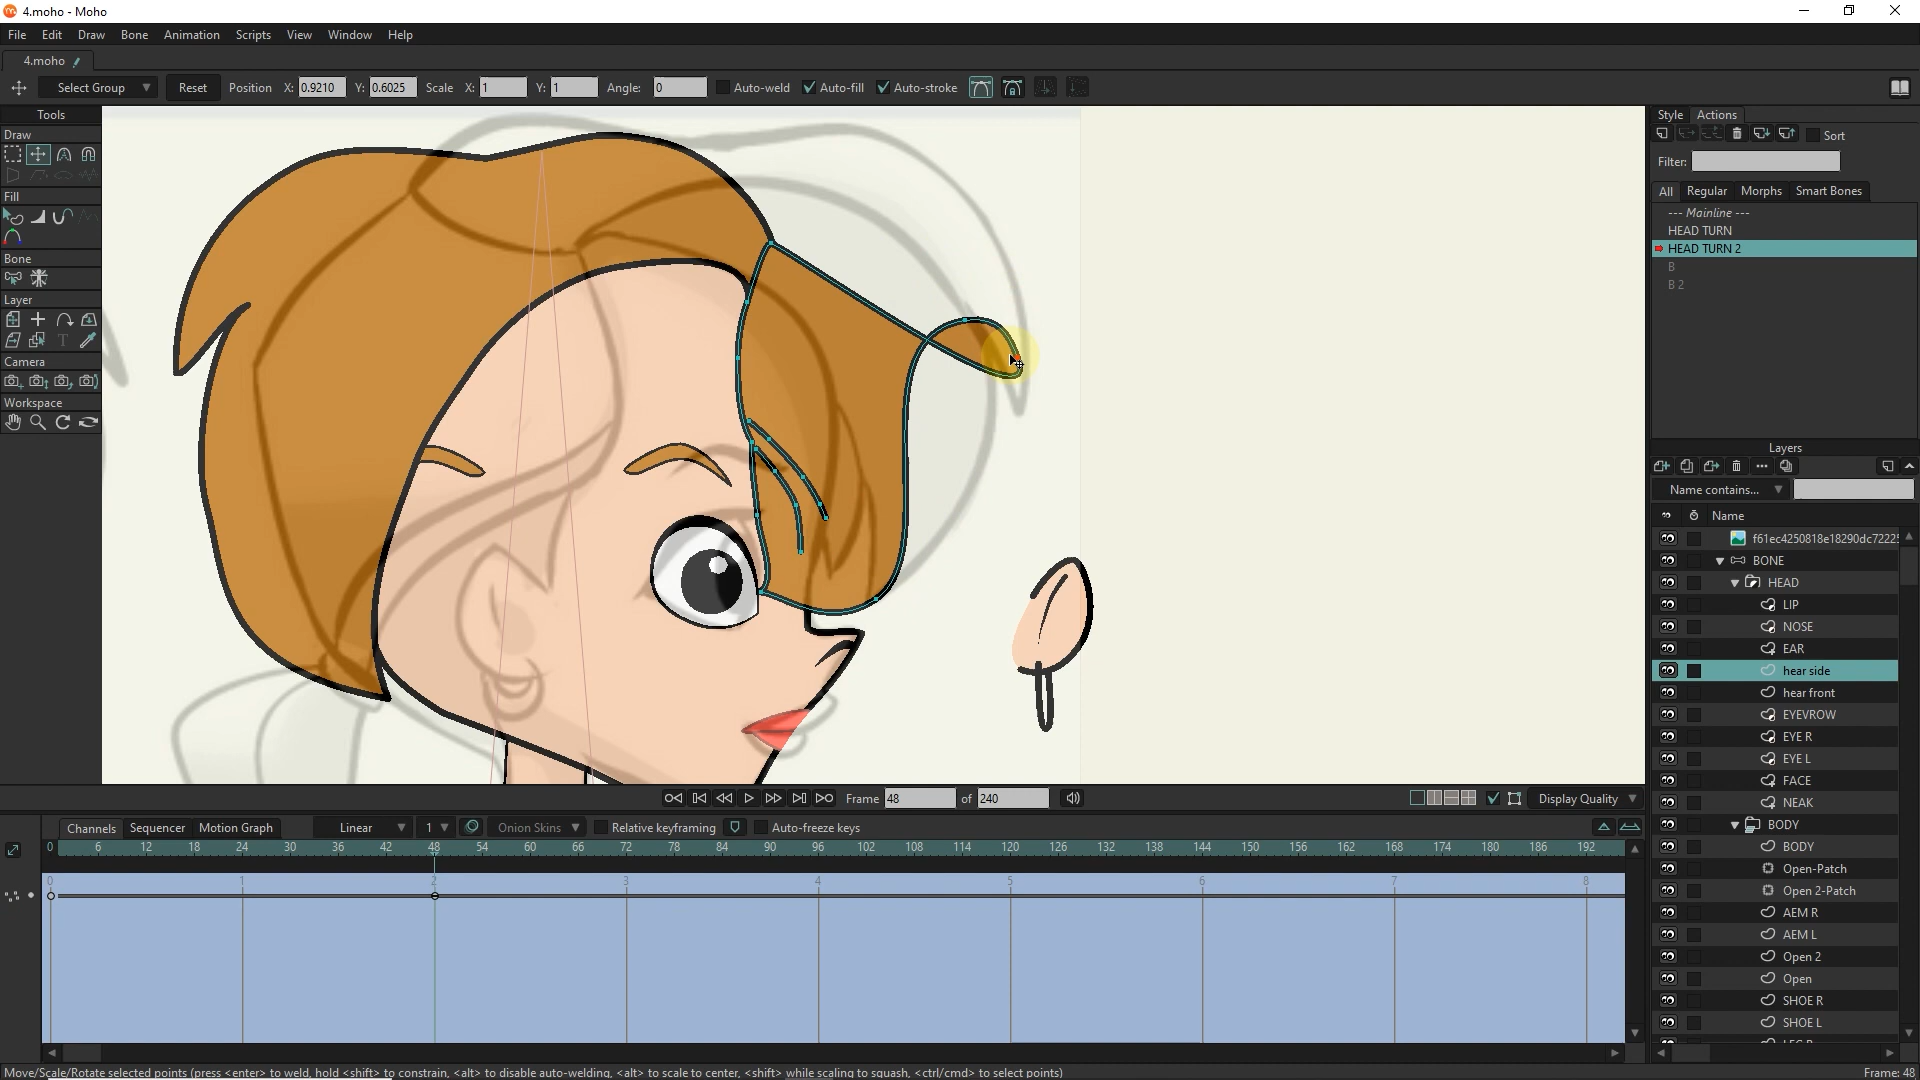 4.moho - Moho
File Edit Draw Bone Animation Scripts View Window Help
4.moho
Select Group Reset Position X: 0.9210 Y: 0.6025 Scale X: 1 Y: 1 Angle: 0 Auto-weld Auto-fill Auto-stroke
Tools
Draw
Fill
Bone
Layer
Camera
Workspace
Style Actions
Sort
Filter:
All Regular Morphs Smart Bones
--- Mainline ---
HEAD TURN
HEAD TURN 2
B
B 2
Layers
Name contains...
Name
f61ec4250818e18290dc7222
BONE
HEAD
LIP
NOSE
EAR
hear side
hear front
EYEVROW
EYE R
EYE L
FACE
NEAK
BODY
BODY
Open-Patch
Open 2-Patch
AEM R
AEM L
Open 2
Open
SHOE R
SHOE L
Frame 48 of 240 Display Quality
Channels Sequencer Motion Graph Linear 1 Onion Skins Relative keyframing Auto-freeze keys
0 6 12 18 24 30 36 42 48 54 60 66 72 78 84 90 96 102 108 114 120 126 132 138 144 150 156 162 168 174 180 186 192
0 1 2 3 4 5 6 7 8
Move/Scale/Rotate selected points (press <enter> to weld, hold <shift> to constrain, <alt> to disable auto-welding, <alt> to scale to center, <shift> while scaling to squash, <ctrl/cmd> to select points) Frame: 48